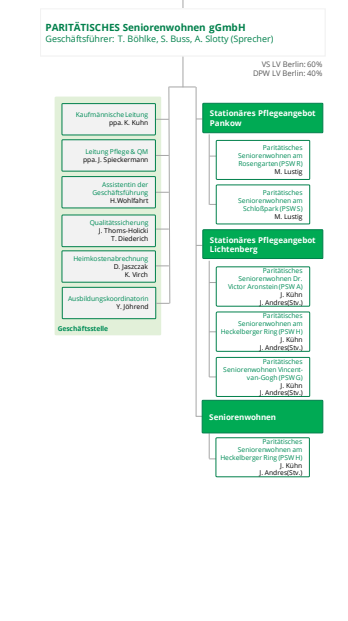 PARITÄTISCHES Seniorenwohnen gGmbH
Geschäftsführer: T. Böhlke, S. Buss, A. Slotty (Sprecher)
VS LV Berlin: 60%
DPW LV Berlin: 40%
Kaufmännische Leitung
ppa. K. Kuhn
Leitung Pflege & QM
ppa. J. Spieckermann
Assistentin der
Geschäftsführung
H.Wohlfahrt
Qualitätssicherung
J. Thoms-Holicki
T. Diederich
Heimkostenabrechnung
D. Jaszczak
K. Virch
Ausbildungskoordinatorin
Y. Jöhrend
Geschäftsstelle
Stationäres Pflegeangebot
Pankow
Paritätisches
Seniorenwohnen am
Rosengarten (PSW R)
M. Lustig
Paritätisches
Seniorenwohnen am
Schloßpark (PSW S)
M. Lustig
Stationäres Pflegeangebot
Lichtenberg
Paritätisches
Seniorenwohnen Dr.
Victor Aronstein (PSW A)
J. Kühn
J. Andres(Stv.)
Paritätisches
Seniorenwohnen am
Heckelberger Ring (PSW H)
J. Kühn
J. Andres(Stv.)
Paritätisches
Seniorenwohnen Vincent-
van-Gogh (PSW G)
J. Kühn
J. Andres(Stv.)
Seniorenwohnen
Paritätisches
Seniorenwohnen am
Heckelberger Ring (PSW H)
J. Kühn
J. Andres(Stv.)